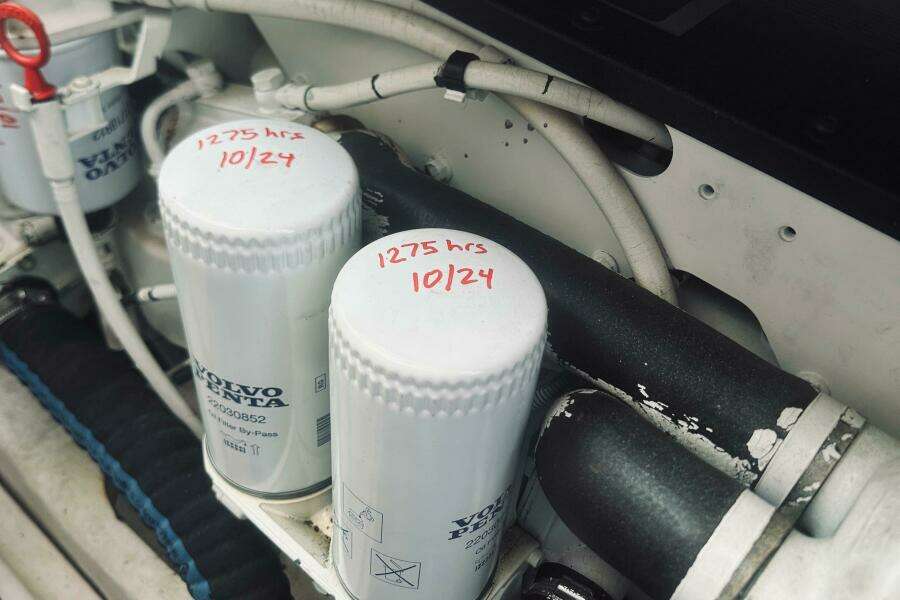 1275 hrs
10/24
VOLVO
PENTA
22030852
Oil Filter By-Pass
1275 hrs
10/24
VOLVO
PENTA
VOLVO
PENTA